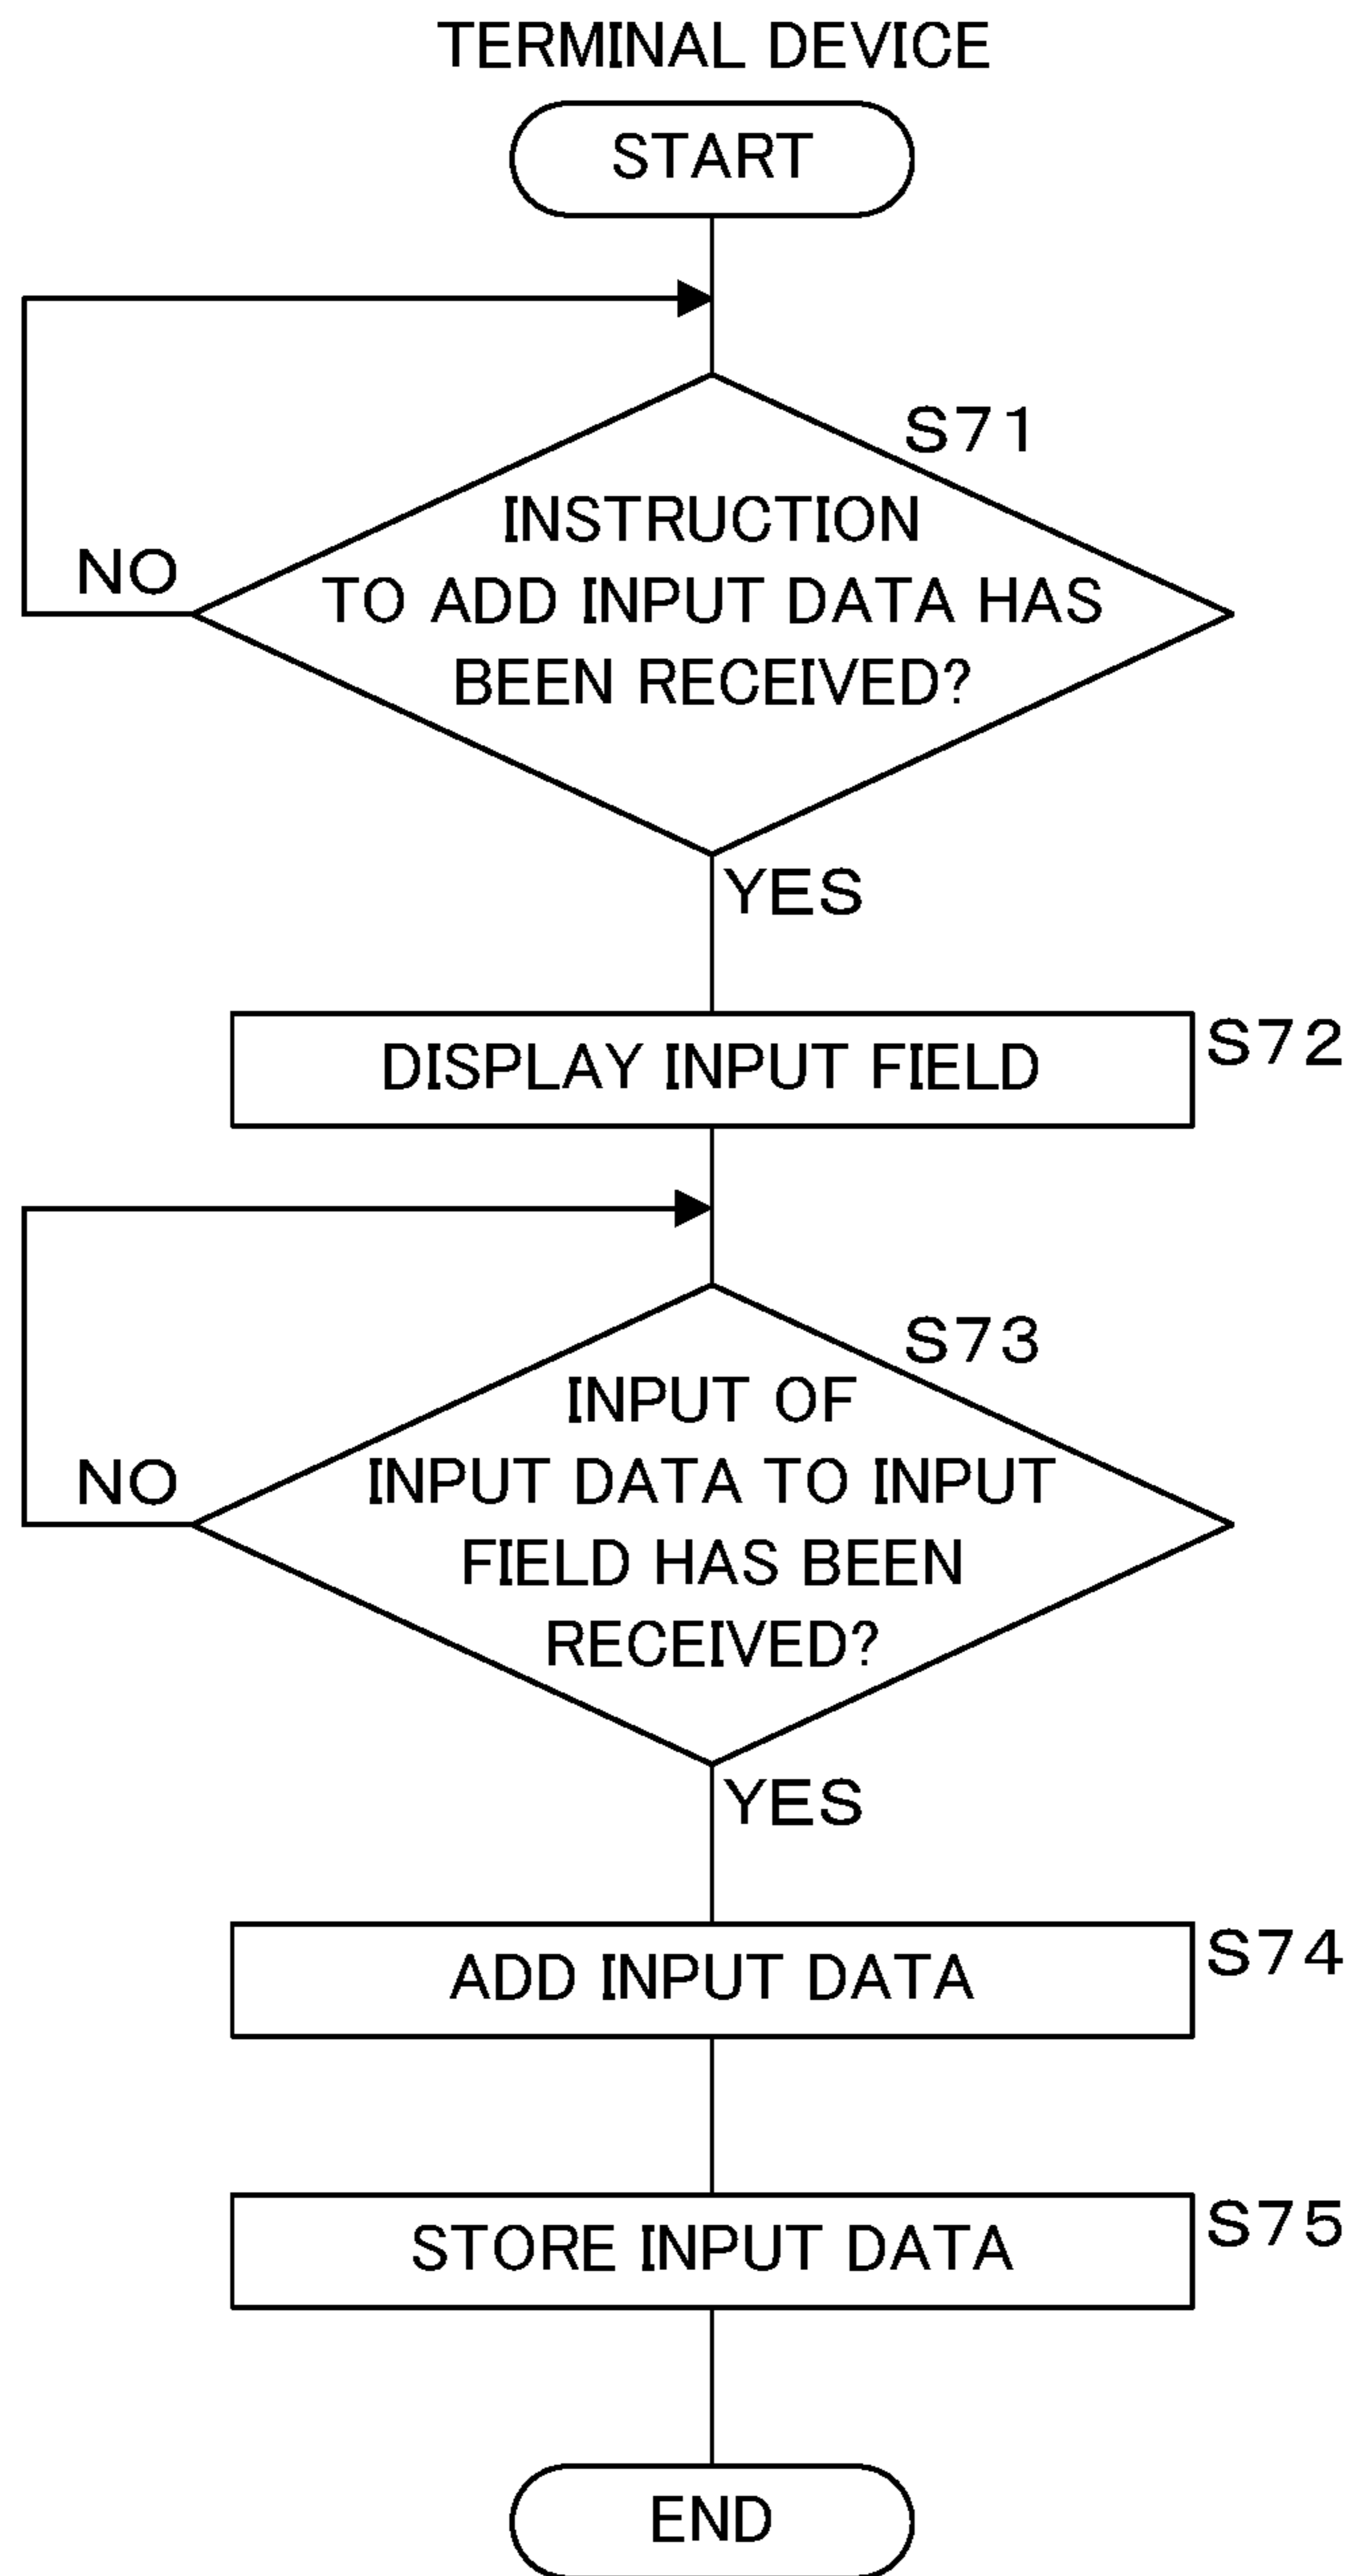 TERMINAL DEVICE
START
S71
INSTRUCTION
TO ADD INPUT DATA HAS
BEEN RECEIVED?
NO
YES
DISPLAY INPUT FIELD
S72
S73
INPUT OF
INPUT DATA TO INPUT
FIELD HAS BEEN
RECEIVED?
NO
YES
ADD INPUT DATA
S74
STORE INPUT DATA
S75
END